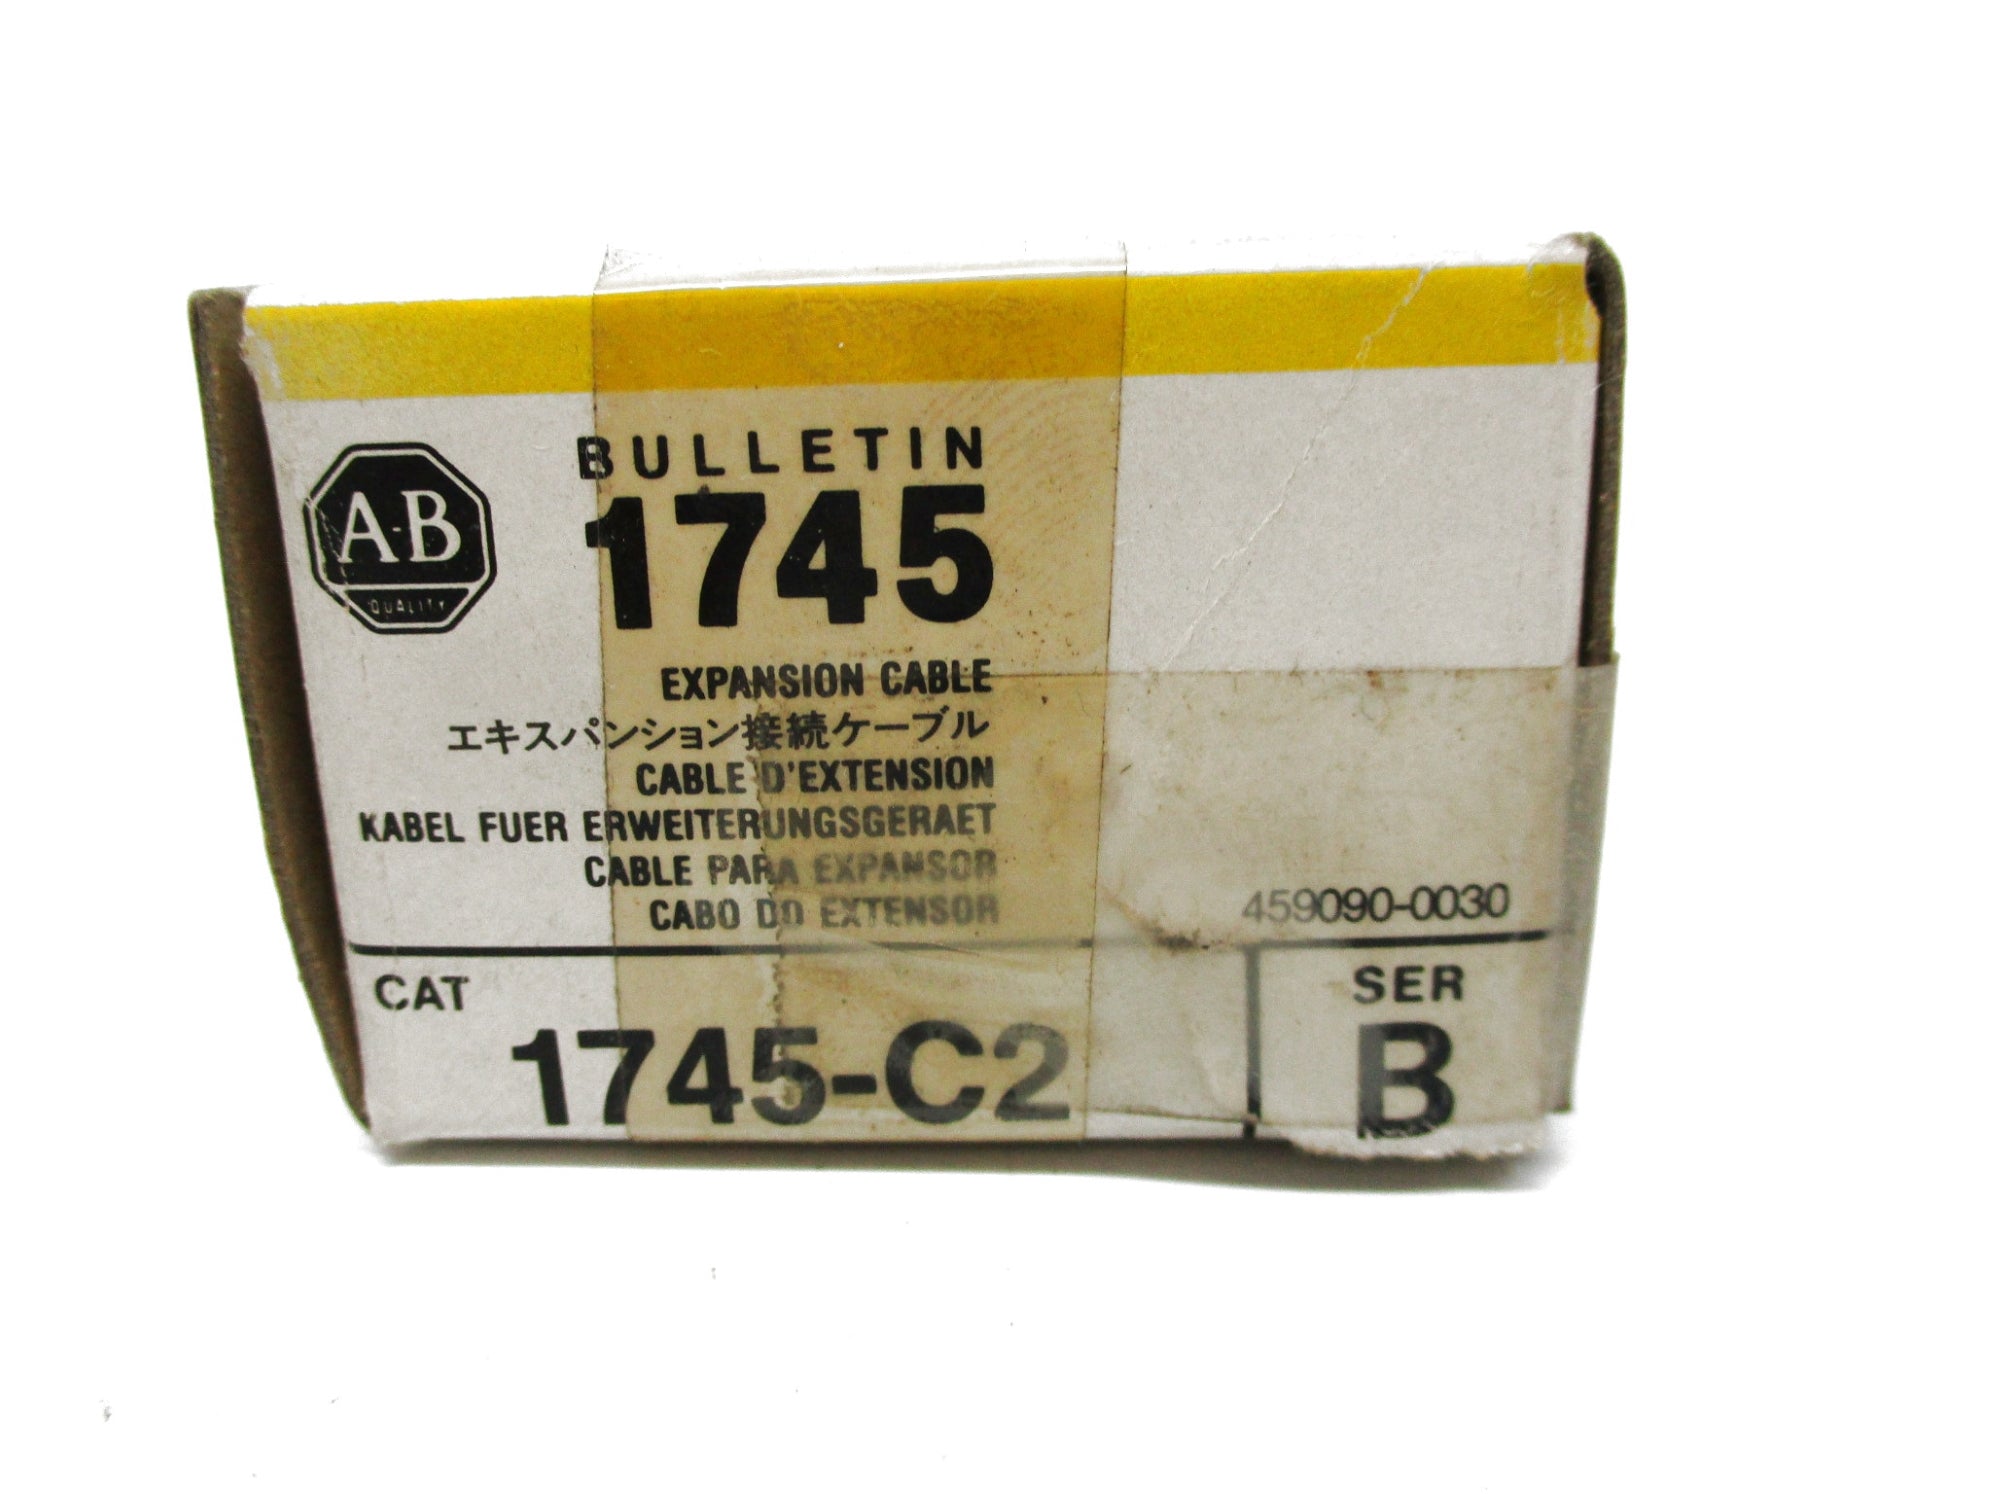 A-B
QUALITY
BULLETIN
1745
EXPANSION CABLE
エキスパンション接続ケーブル
CABLE D'EXTENSION
KABEL FUER ERWEITERUNGSGERAET
CABLE PARA EXPANSOR
CABO DO EXTENSOR
459090-0030
CAT
1745-C2
SER
B